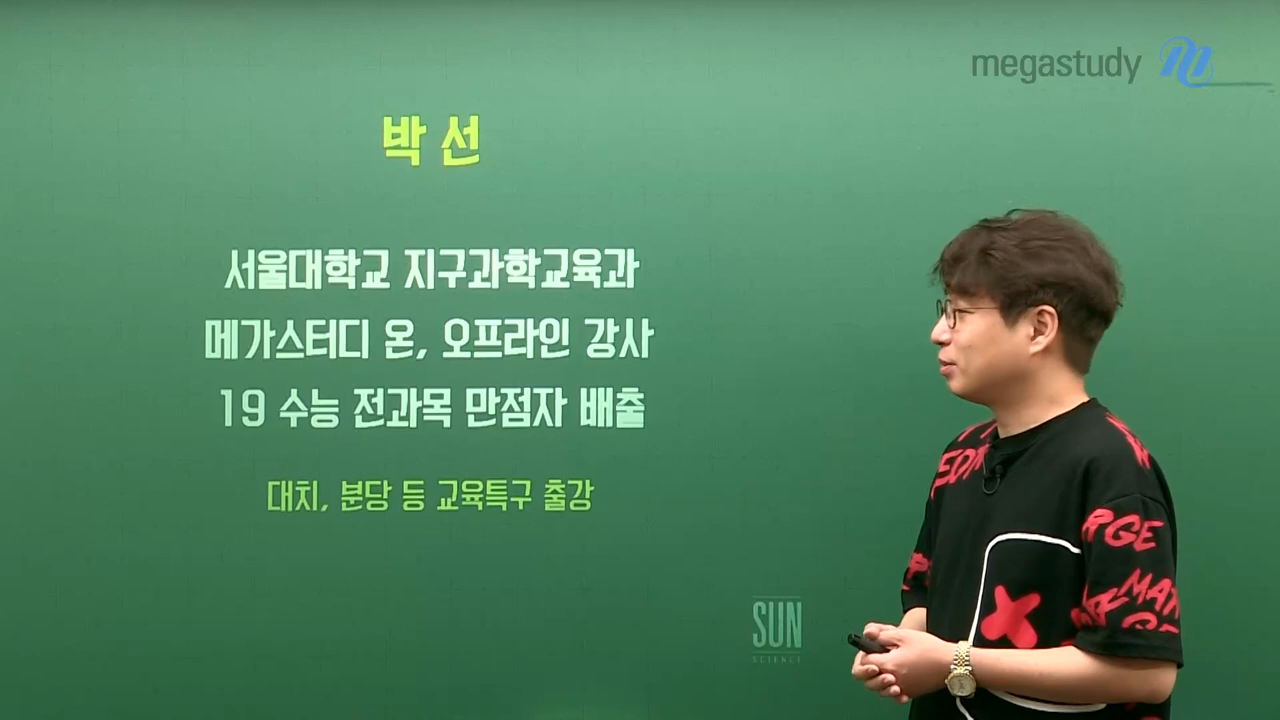 megastudy
박 선
서울대학교 지구과학교육과
메가스터디 온, 오프라인 강사
19 수능 전과목 만점자 배출
대치, 분당 등 교육특구 출강
SUN
SCIENCE
RGE